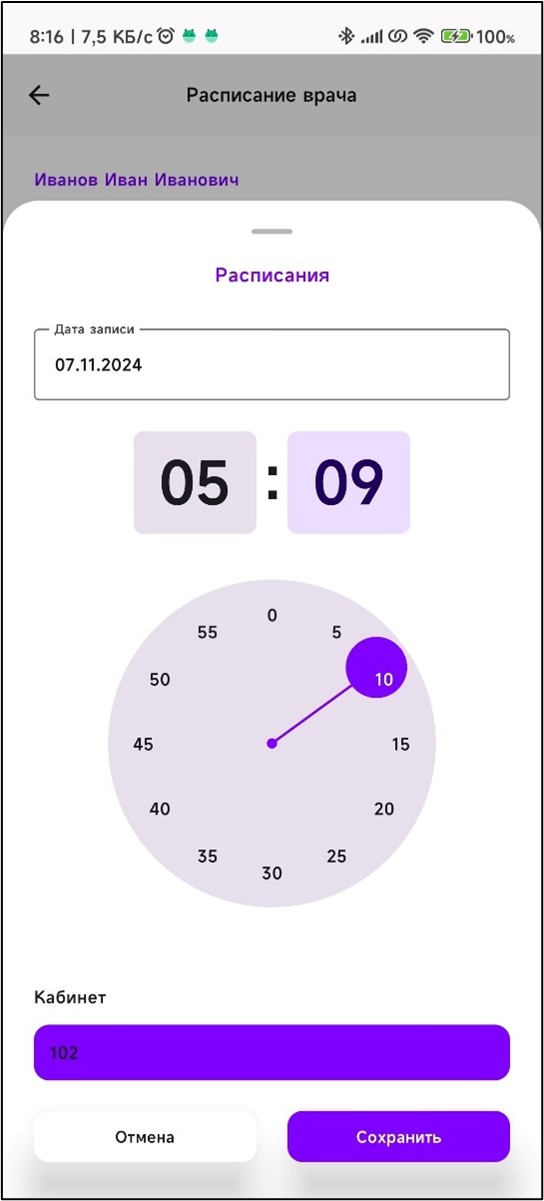 8:16 | 7,5 КБ/с 100%
Расписание врача
Иванов Иван Иванович
Расписания
Дата записи
07.11.2024
05 : 09
0
55 5
50 10
45 15
40 20
35 25
30
Кабинет
102
Отмена Сохранить